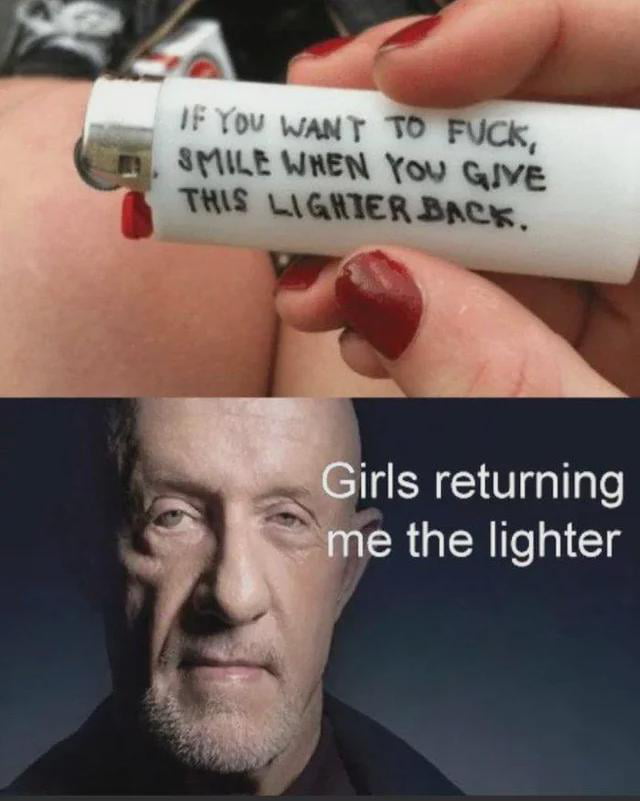 IF YOU WANT TO FUCK,
SMILE WHEN YOU GIVE
THIS LIGHTER BACK.
Girls returning
me the lighter